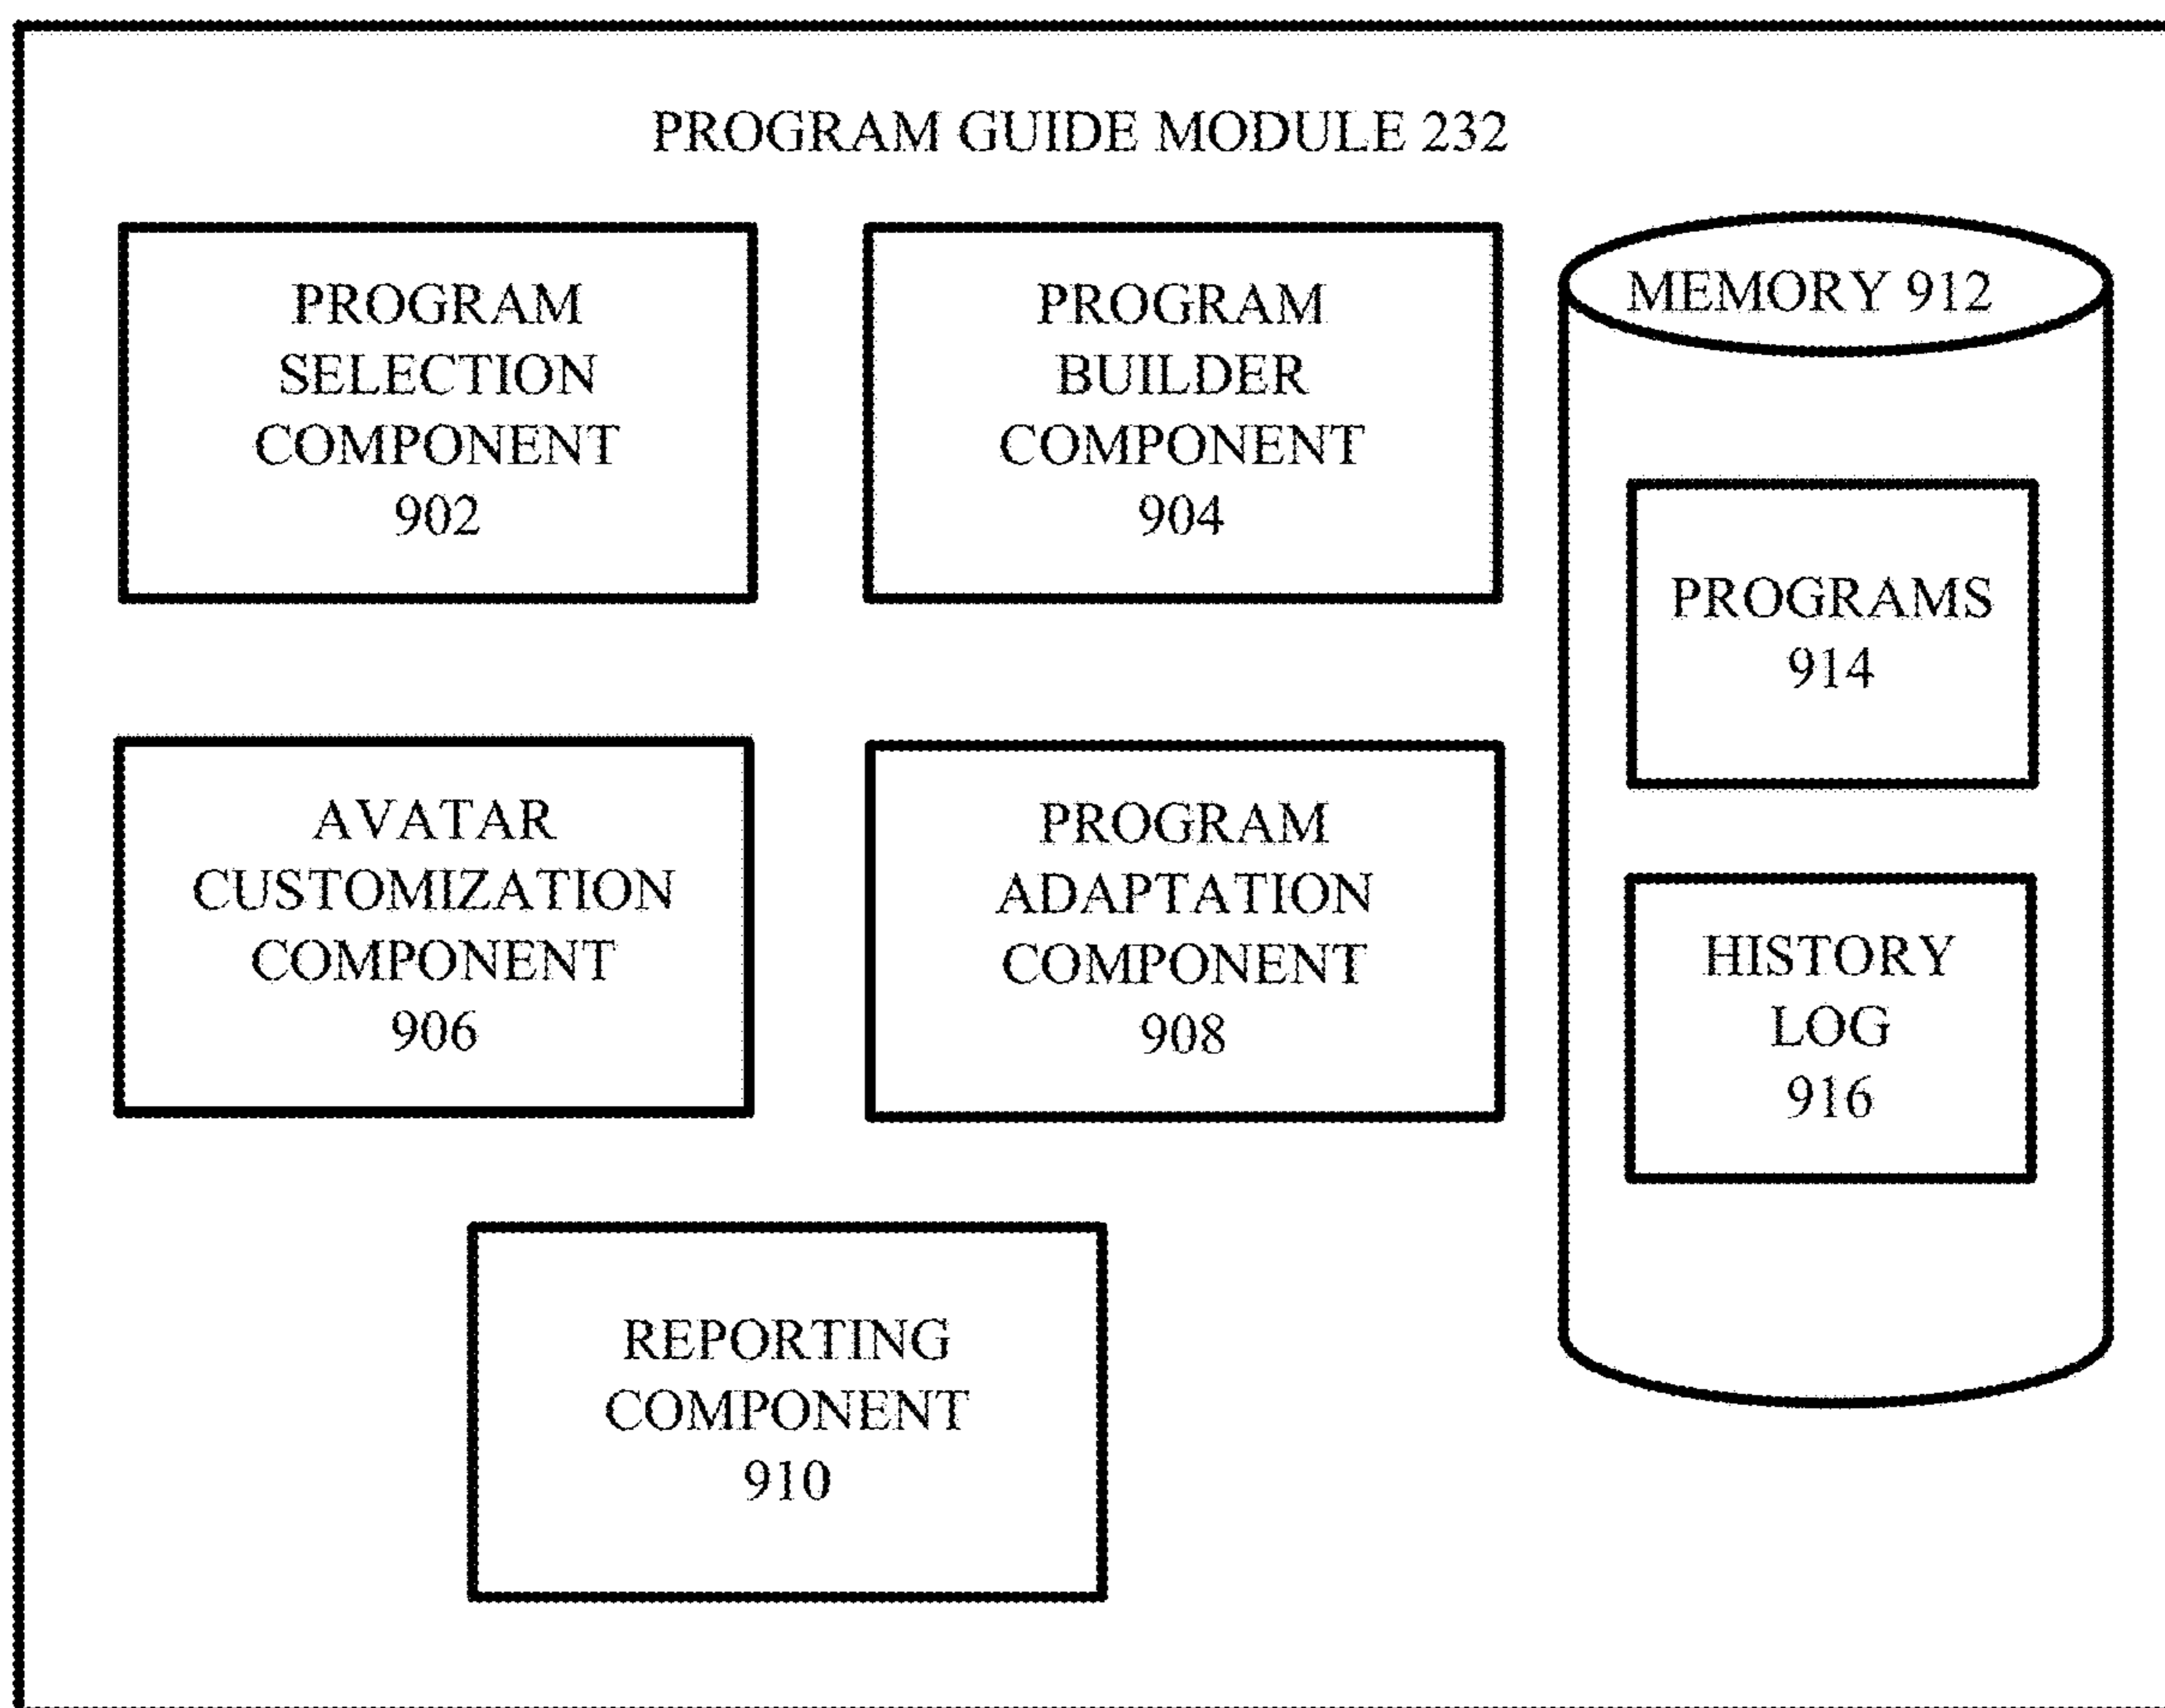 PROGRAM GUIDE MODULE 232
PROGRAM
SELECTION
COMPONENT
902
PROGRAM
BUILDER
COMPONENT
904
MEMORY 912
PROGRAMS
914
HISTORY
LOG
916
AVATAR
CUSTOMIZATION
COMPONENT
906
PROGRAM
ADAPTATION
COMPONENT
908
REPORTING
COMPONENT
910